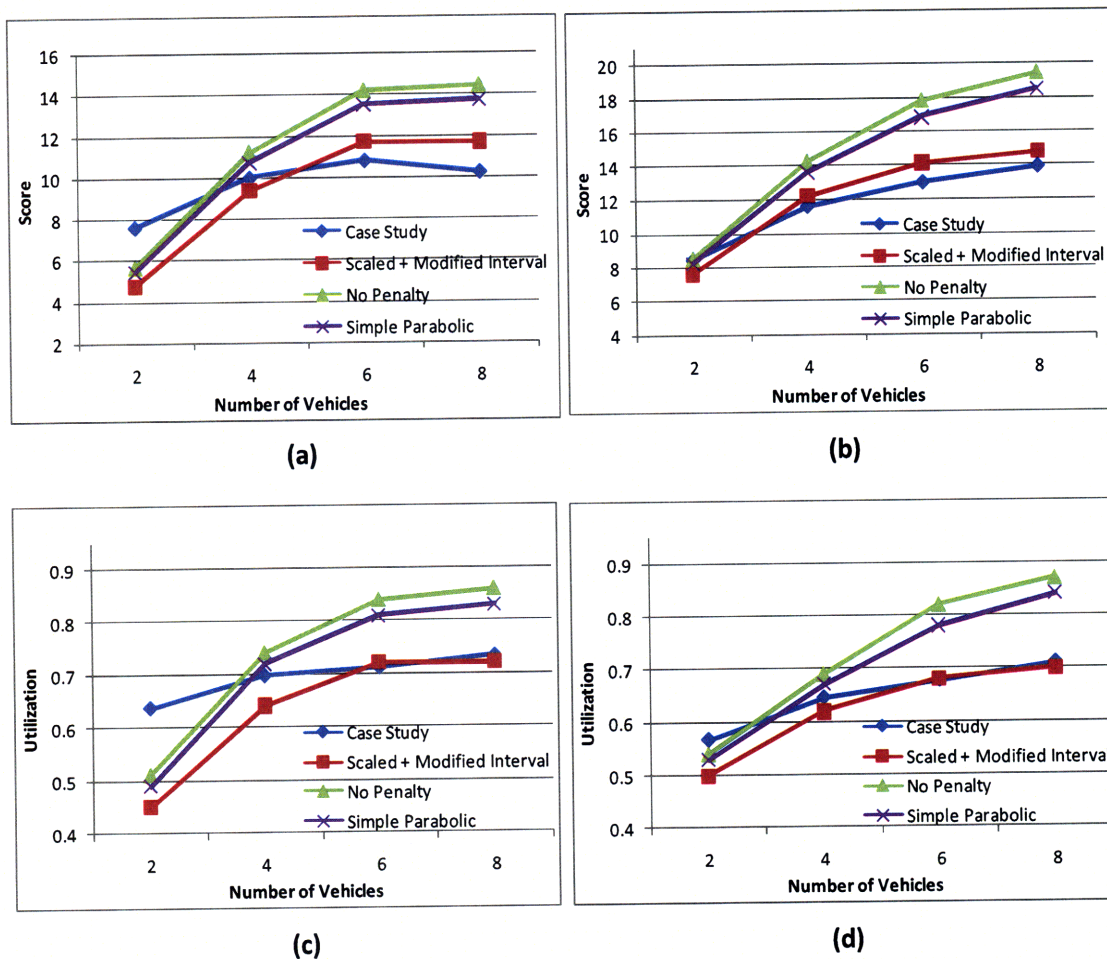 16
14
12
10
8
6
4
2
Score
Case Study
Scaled + Modified Interval
No Penalty
Simple Parabolic
2 4 6 8
Number of Vehicles
(a)
20
18
16
14
12
10
8
6
4
Score
Case Study
Scaled + Modified Interval
No Penalty
Simple Parabolic
2 4 6 8
Number of Vehicles
(b)
0.9
0.8
0.7
0.6
0.5
0.4
Utilization
Case Study
Scaled + Modified Interval
No Penalty
Simple Parabolic
2 4 6 8
Number of Vehicles
(c)
0.9
0.8
0.7
0.6
0.5
0.4
Utilization
Case Study
Scaled + Modified Interval
No Penalty
Simple Parabolic
2 4 6 8
Number of Vehicles
(d)